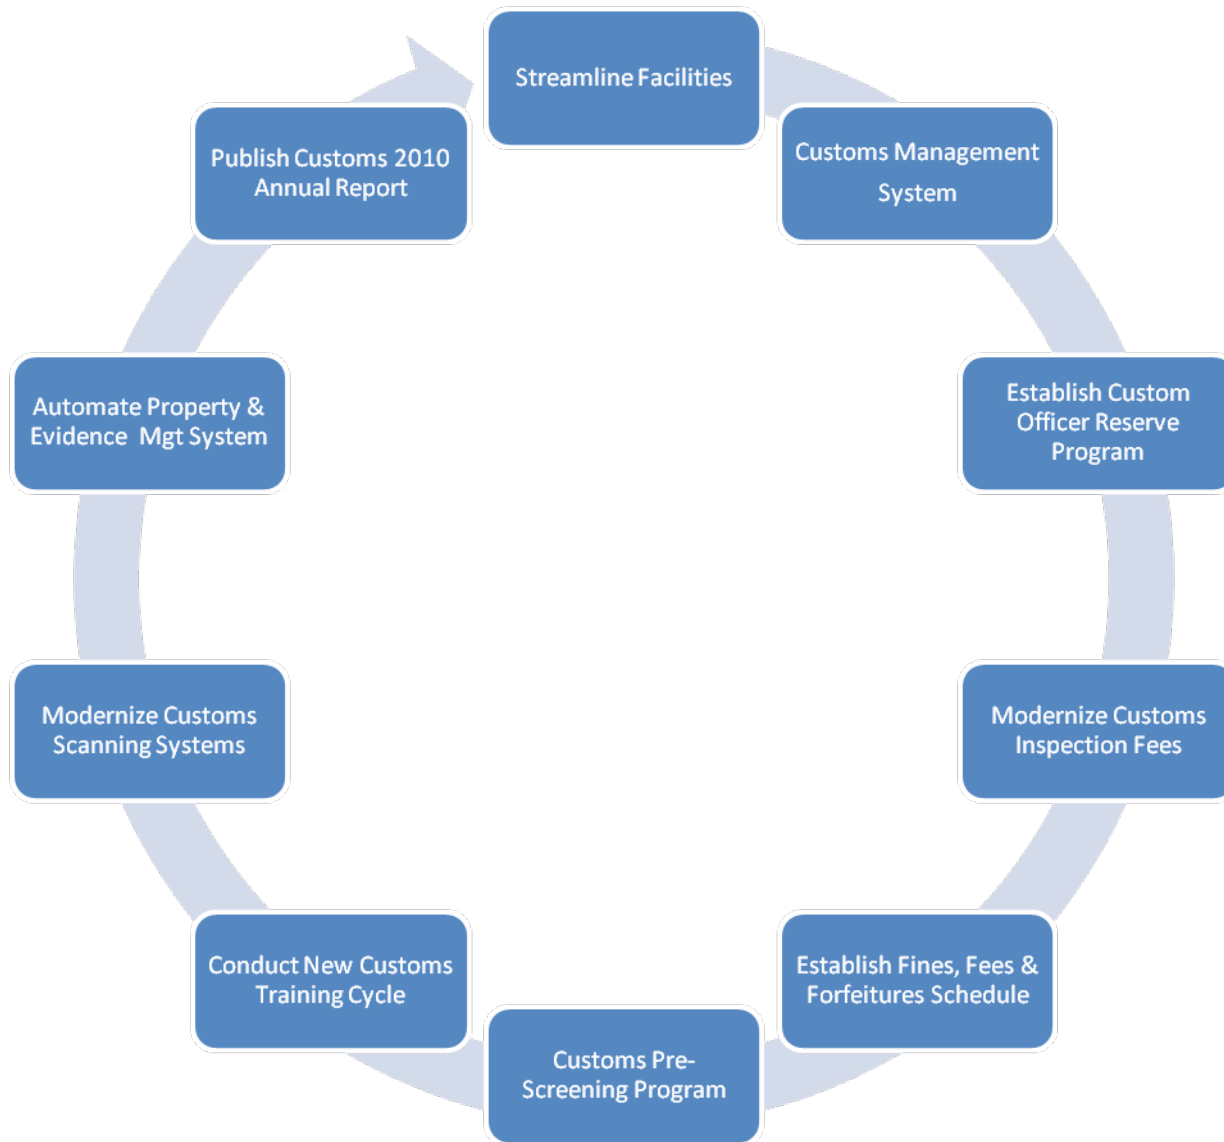 Streamline Facilities
Customs Management
System
Establish Custom
Officer Reserve
Program
Modernize Customs
Inspection Fees
Establish Fines, Fees &
Forfeitures Schedule
Customs Pre-
Screening Program
Conduct New Customs
Training Cycle
Modernize Customs
Scanning Systems
Automate Property &
Evidence  Mgt System
Publish Customs 2010
Annual Report